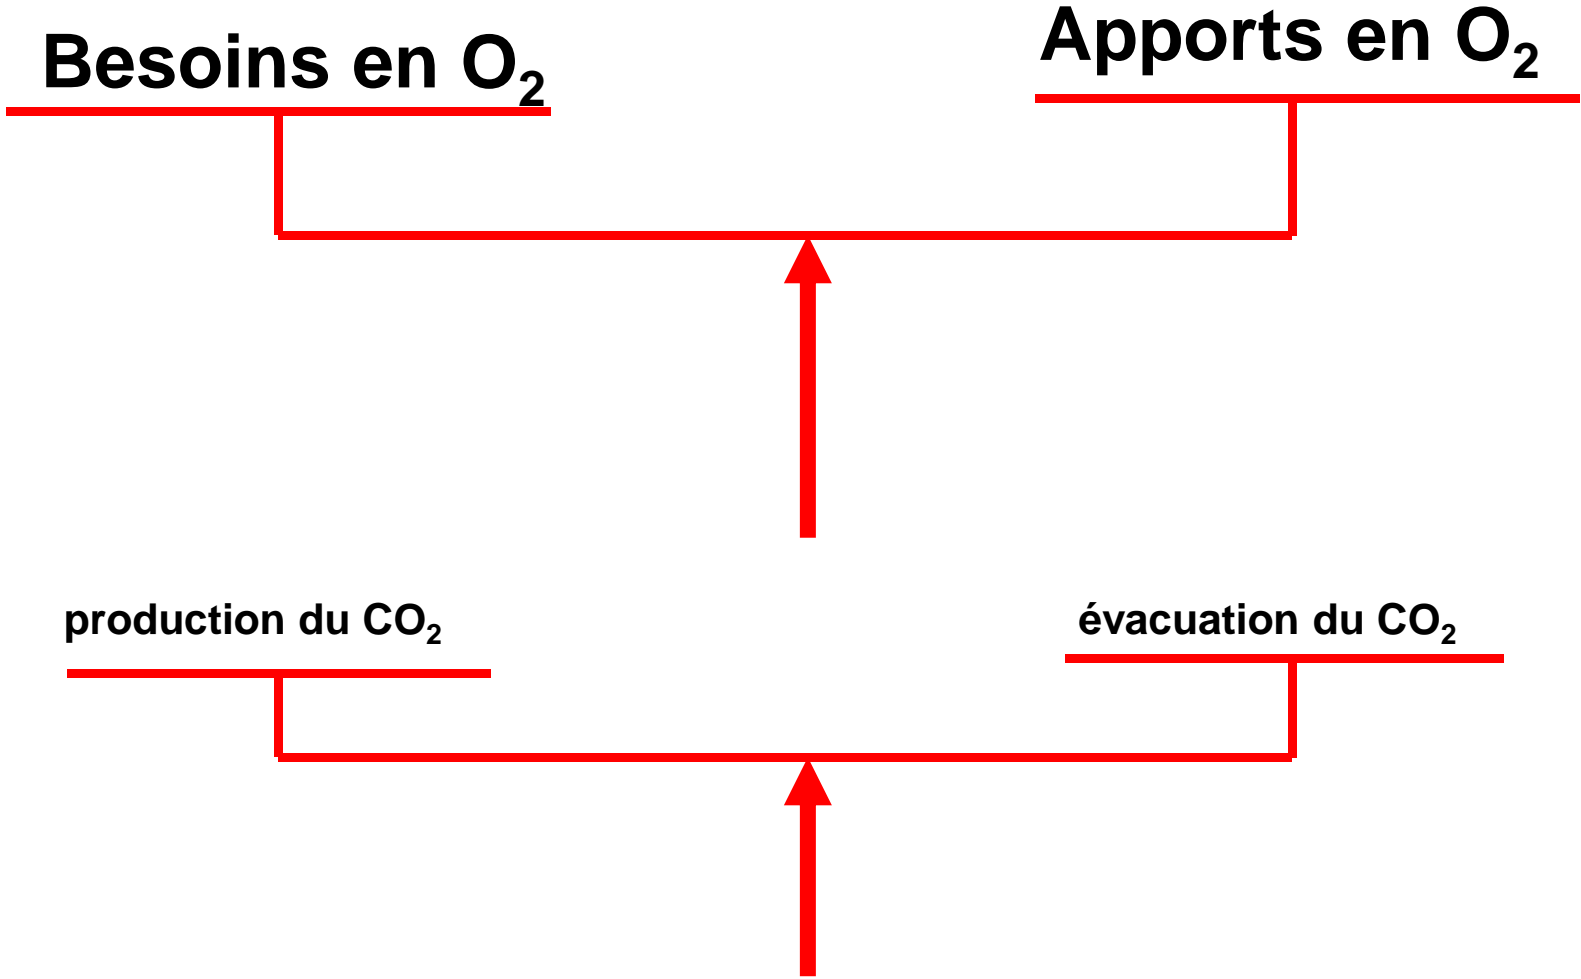 Besoins en O₂
Apports en O₂
production du CO₂
évacuation du CO₂